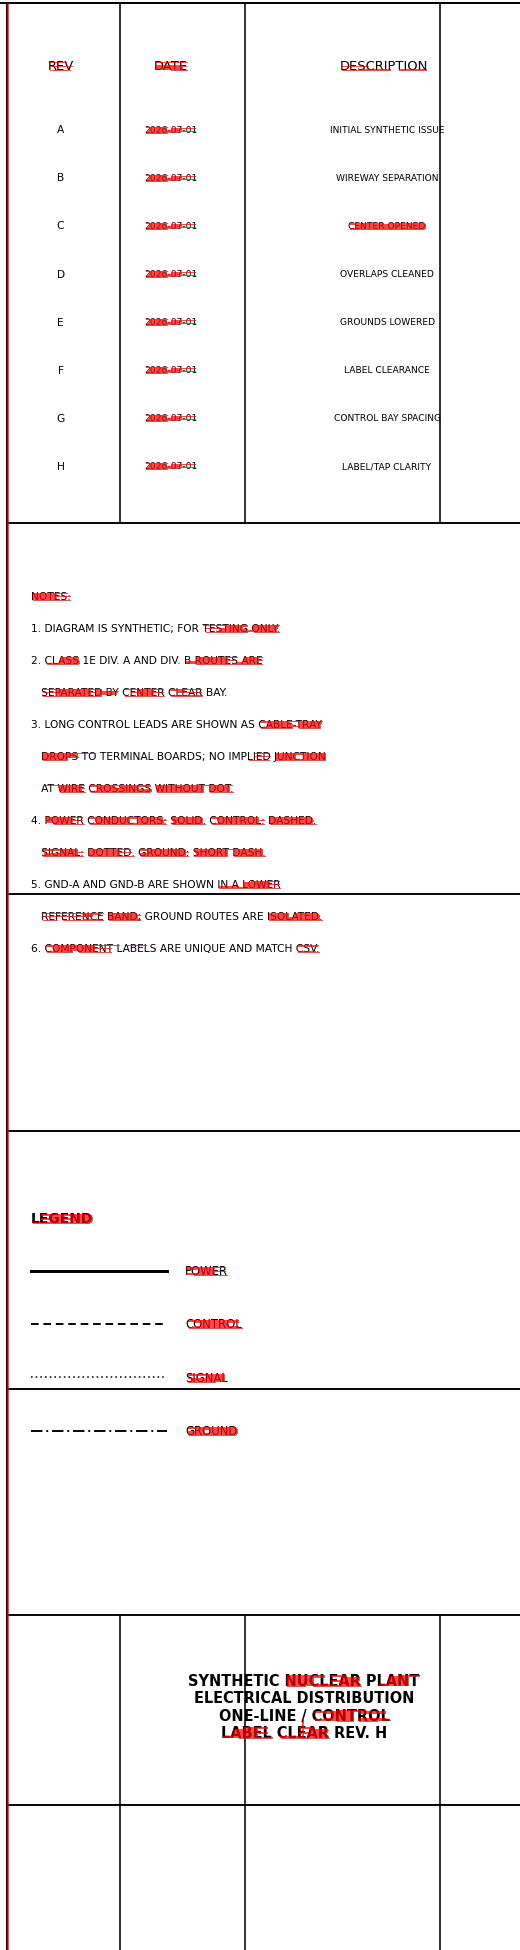 REV DATE DESCRIPTION
A 2026-07-01 INITIAL SYNTHETIC ISSUE
B 2026-07-01 WIREWAY SEPARATION
C 2026-07-01 CENTER OPENED
D 2026-07-01 OVERLAPS CLEANED
E 2026-07-01 GROUNDS LOWERED
F 2026-07-01 LABEL CLEARANCE
G 2026-07-01 CONTROL BAY SPACING
H 2026-07-01 LABEL/TAP CLARITY
NOTES:
1. DIAGRAM IS SYNTHETIC; FOR TESTING ONLY.
2. CLASS 1E DIV. A AND DIV. B ROUTES ARE
SEPARATED BY CENTER CLEAR BAY.
3. LONG CONTROL LEADS ARE SHOWN AS CABLE-TRAY
DROPS TO TERMINAL BOARDS; NO IMPLIED JUNCTION
AT WIRE CROSSINGS WITHOUT DOT.
4. POWER CONDUCTORS: SOLID. CONTROL: DASHED.
SIGNAL: DOTTED. GROUND: SHORT DASH.
5. GND-A AND GND-B ARE SHOWN IN A LOWER
REFERENCE BAND; GROUND ROUTES ARE ISOLATED.
6. COMPONENT LABELS ARE UNIQUE AND MATCH CSV.
LEGEND
POWER
CONTROL
SIGNAL
GROUND
SYNTHETIC NUCLEAR PLANT
ELECTRICAL DISTRIBUTION
ONE-LINE / CONTROL
LABEL CLEAR REV. H